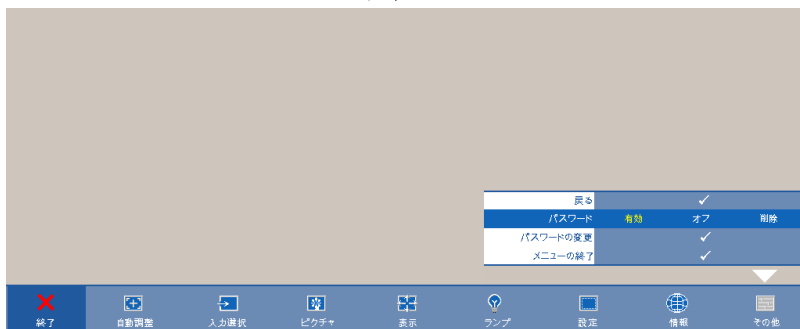 戻る
パスワード 有効 オフ 削除
パスワードの変更
メニューの終了
終了 自動調整 入力選択 ピクチャ 表示 ランプ 設定 情報 その他